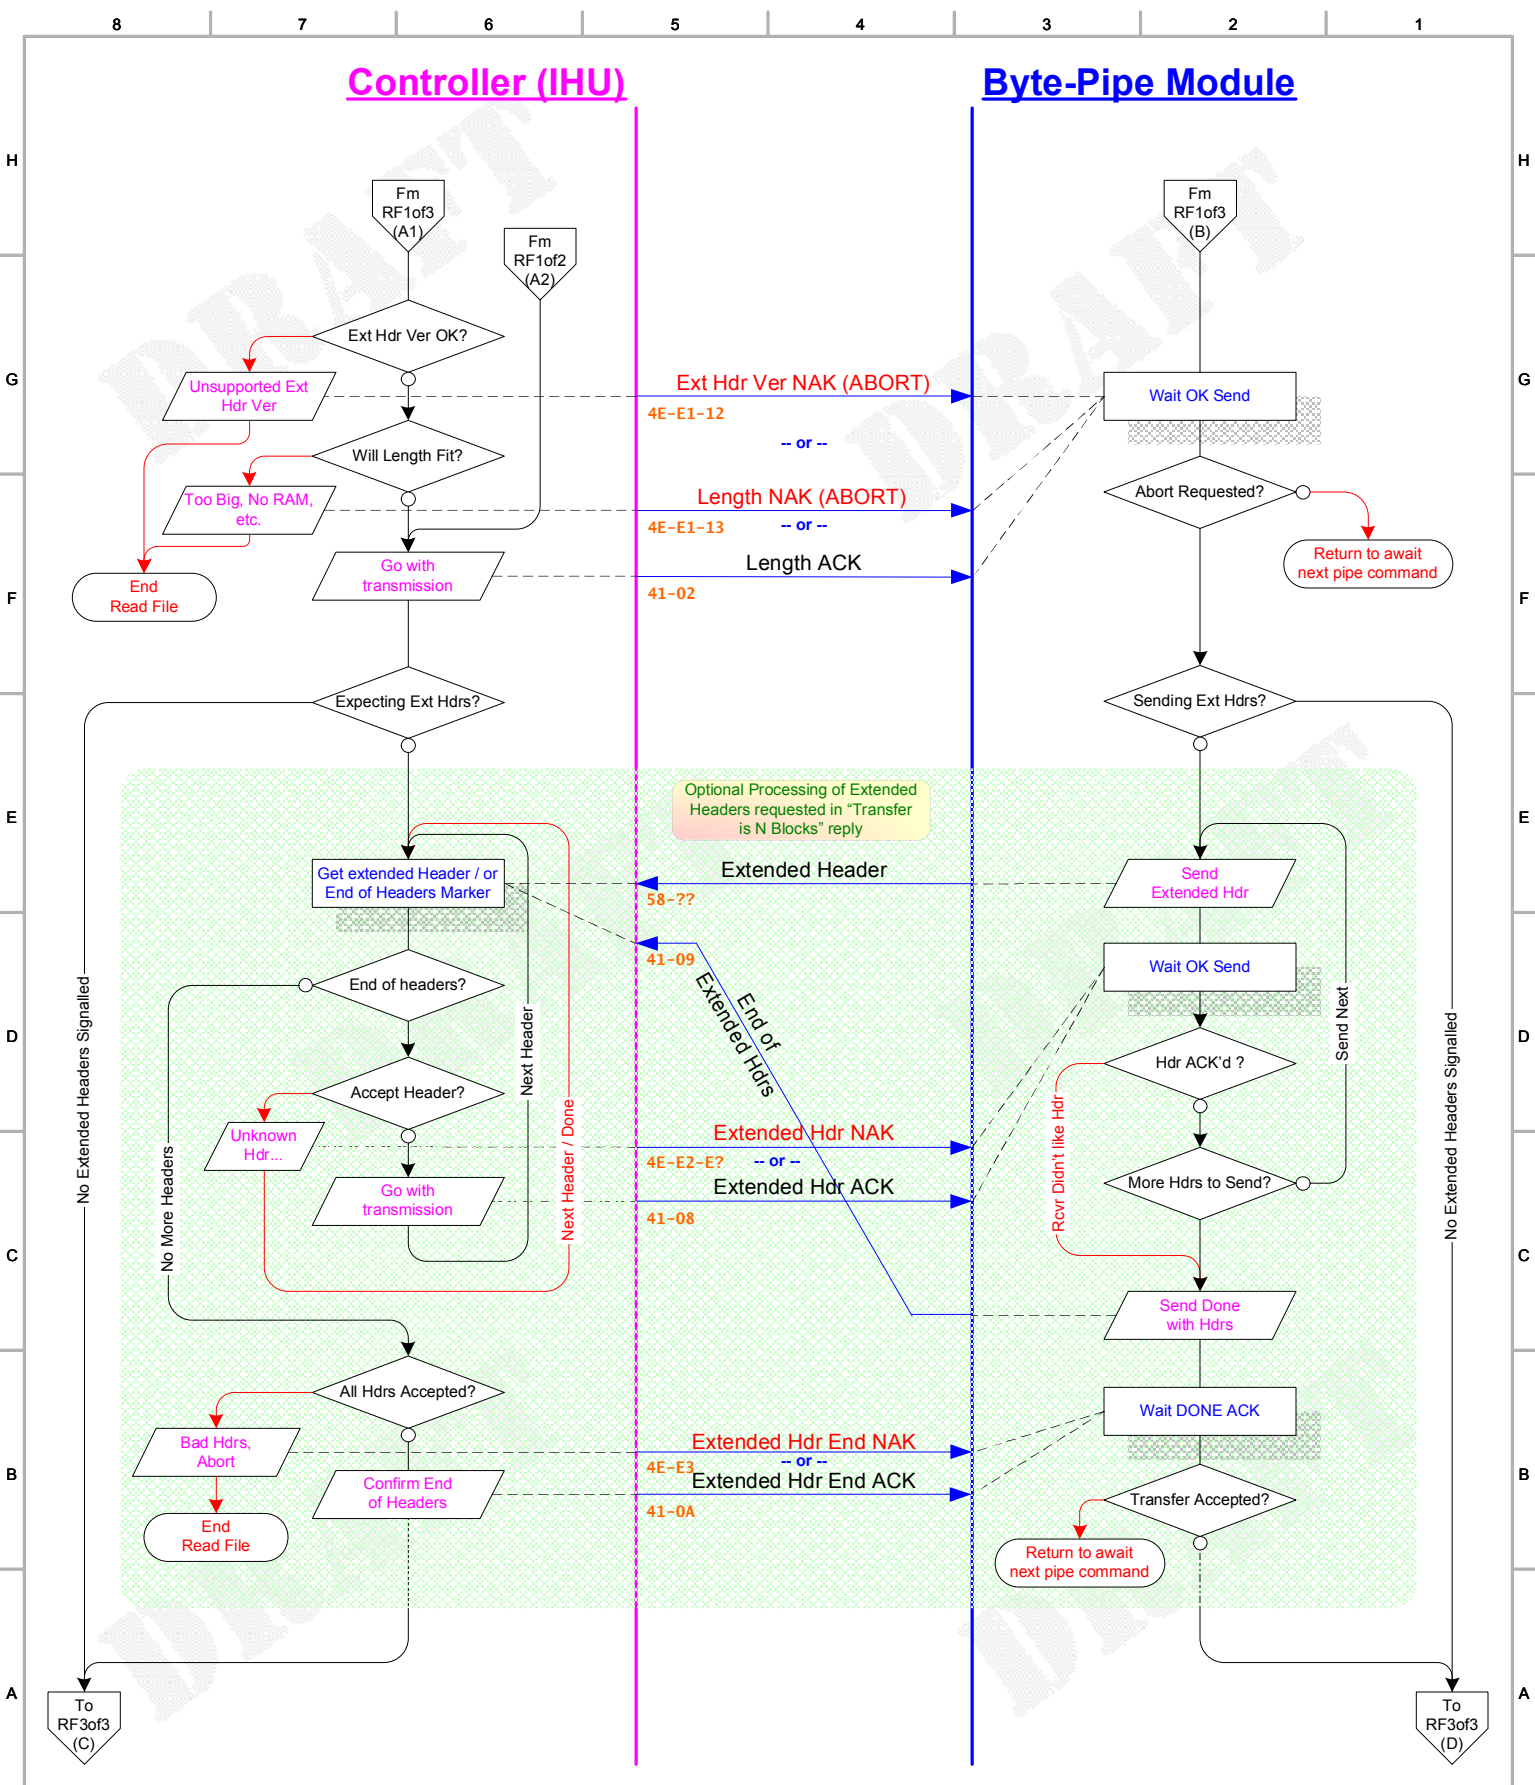 8 7 6 5 4 3 2 1
Controller (IHU)
Byte-Pipe Module
H
H
Fm
RF1of3
(A1)
Fm
RF1of2
(A2)
Fm
RF1of3
(B)
DRAFT
DRAFT
Ext Hdr Ver OK?
G
G
Unsupported Ext
Hdr Ver
Ext Hdr Ver NAK (ABORT)
4E-E1-12
-- or --
Wait OK Send
Will Length Fit?
Too Big, No RAM,
etc.
Length NAK (ABORT)
4E-E1-13
-- or --
Abort Requested?
Go with
transmission
Length ACK
41-02
Return to await
next pipe command
End
Read File
F
F
Expecting Ext Hdrs?
Sending Ext Hdrs?
Optional Processing of Extended
Headers requested in “Transfer
is N Blocks” reply
E
E
Get extended Header / or
End of Headers Marker
Extended Header
58-??
Send
Extended Hdr
41-09
Wait OK Send
End of headers?
End of
Extended Hdrs
No Extended Headers Signalled
Next Header
Send Next
No Extended Headers Signalled
D
D
Hdr ACK'd ?
Accept Header?
Unknown
Hdr...
Extended Hdr NAK
4E-E2-E?
-- or --
Next Header / Done
Rcvr Didn't like Hdr
More Hdrs to Send?
Go with
transmission
Extended Hdr ACK
41-08
No More Headers
C
C
Send Done
with Hdrs
All Hdrs Accepted?
Wait DONE ACK
Bad Hdrs,
Abort
Extended Hdr End NAK
4E-E3
-- or --
B
B
Confirm End
of Headers
Extended Hdr End ACK
41-0A
Transfer Accepted?
End
Read File
Return to await
next pipe command
A
A
To
RF3of3
(C)
To
RF3of3
(D)